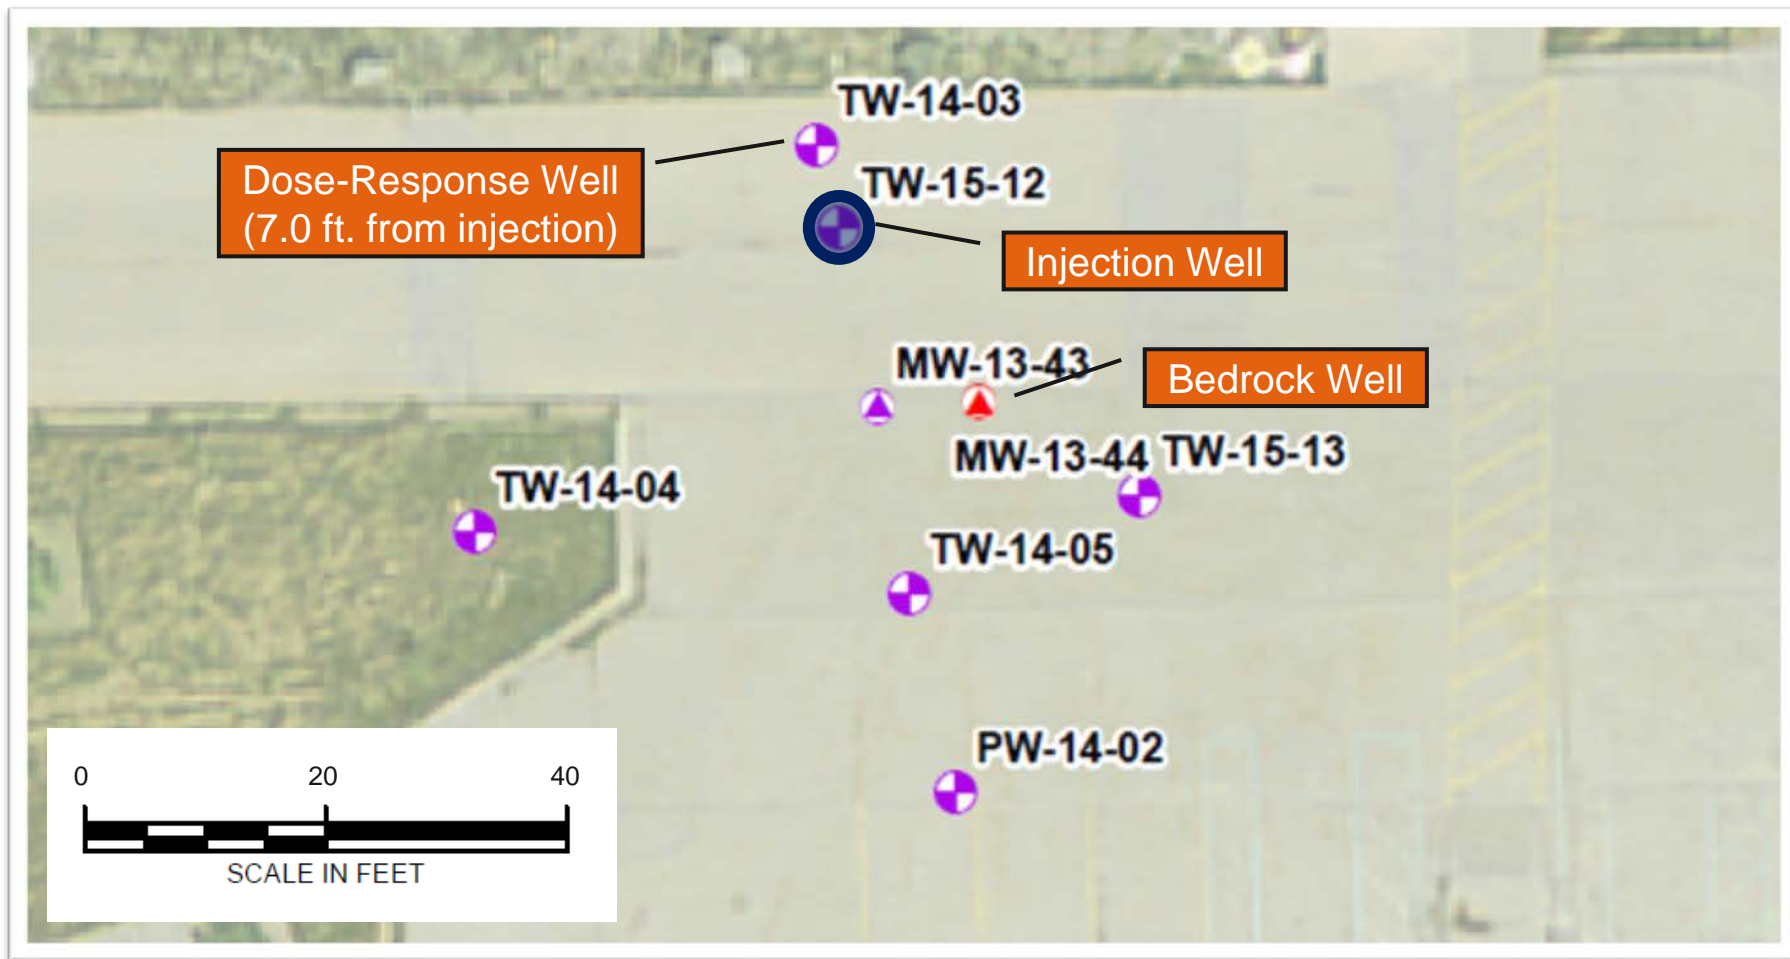 TW-14-03
Dose-Response Well
(7.0 ft. from injection)
TW-15-12
Injection Well
MW-13-43
Bedrock Well
MW-13-44
TW-15-13
TW-14-04
TW-14-05
PW-14-02
0 20 40
SCALE IN FEET